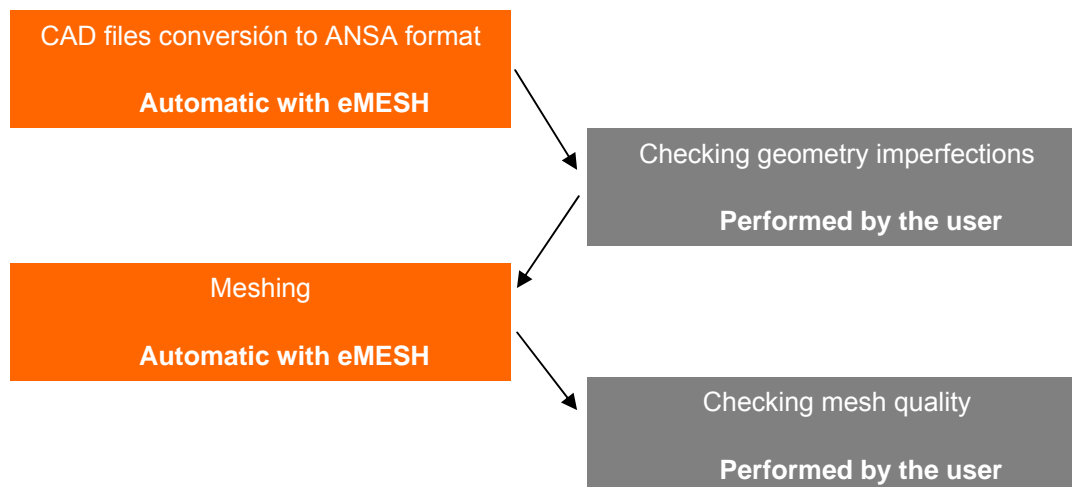 CAD files conversión to ANSA format
Automatic with eMESH
Checking geometry imperfections
Performed by the user
Meshing
Automatic with eMESH
Checking mesh quality
Performed by the user